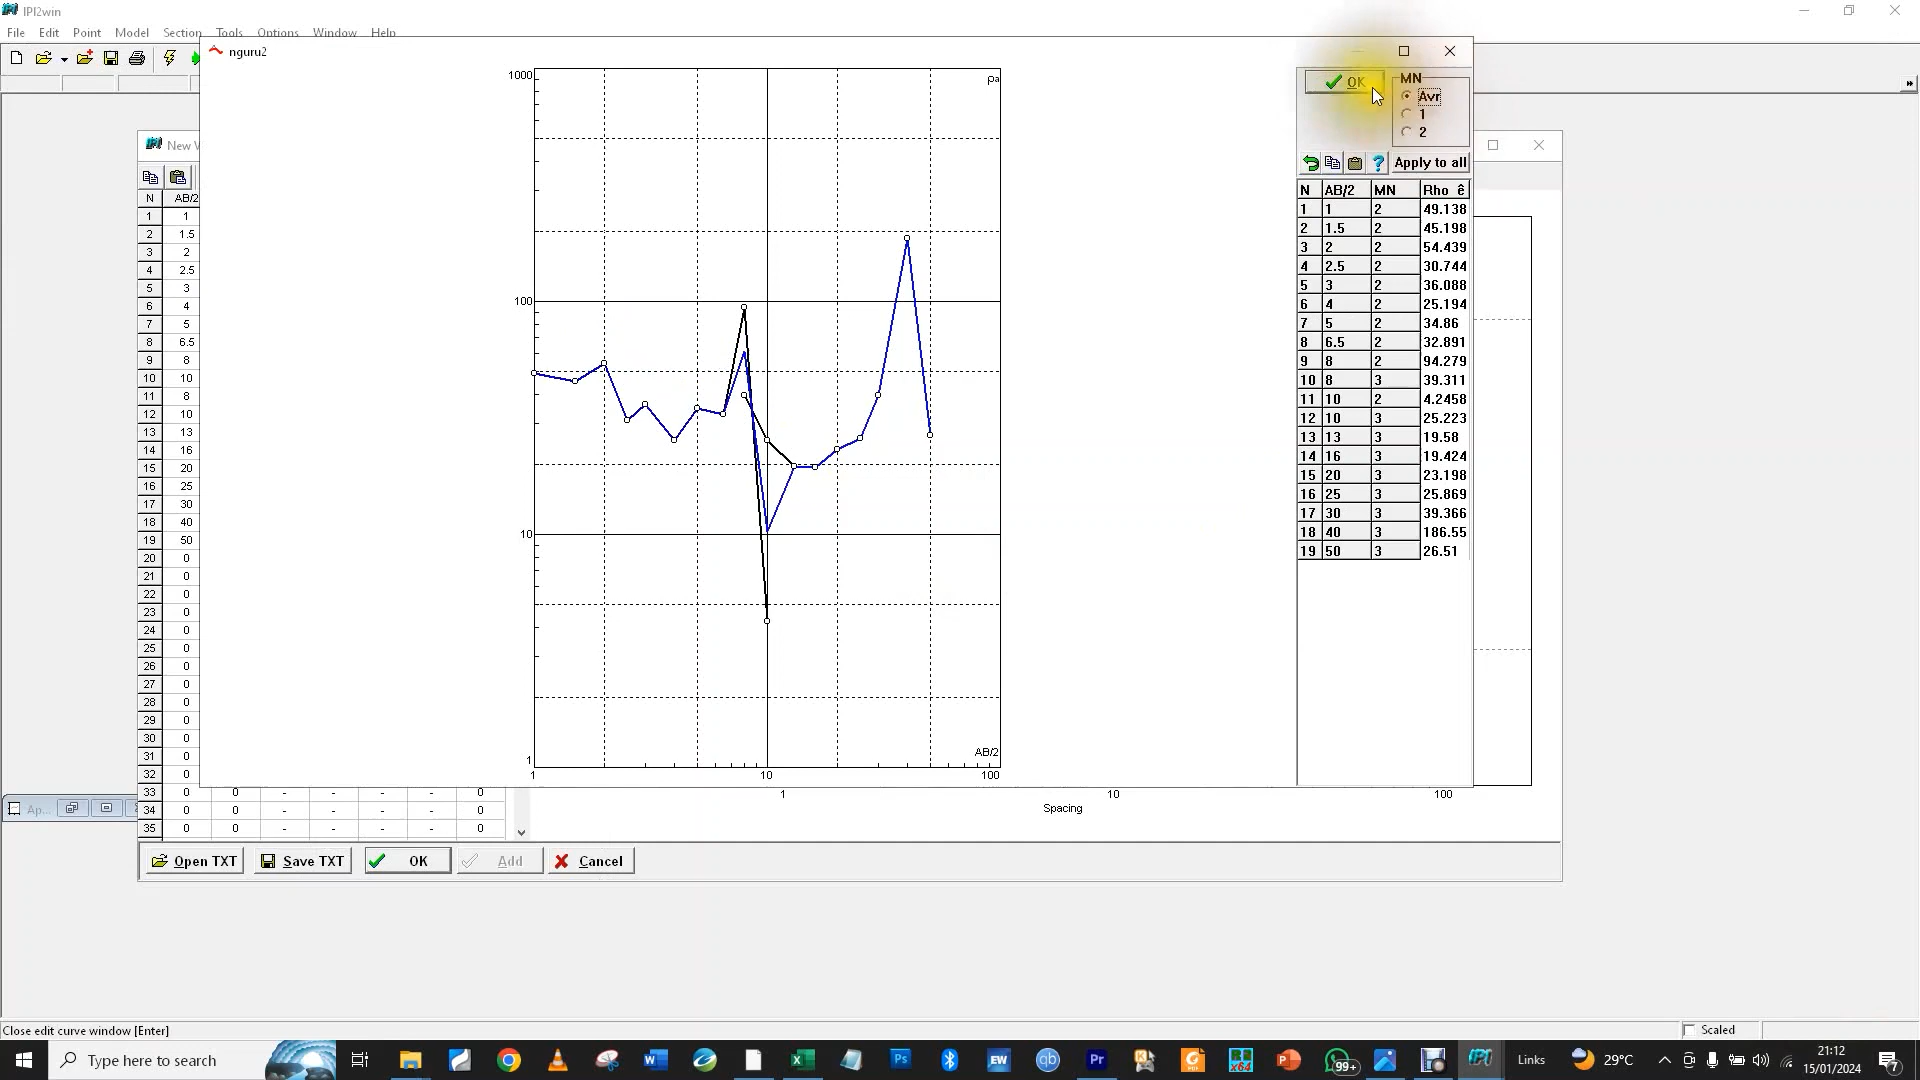 IPI2win
File Edit Point Model Section Tools Options Window Help
nguru2
OK
MN
Avr
1
2
Apply to all
N AB/2 MN Rho ê
1 1 2 49.138
2 1.5 2 45.198
3 2 2 54.439
4 2.5 2 30.744
5 3 2 36.088
6 4 2 25.194
7 5 2 34.86
8 6.5 2 32.891
9 8 2 94.279
10 8 3 39.311
11 10 2 4.2458
12 10 3 25.223
13 13 3 19.58
14 16 3 19.424
15 20 3 23.198
16 25 3 25.869
17 30 3 39.366
18 40 3 186.55
19 50 3 26.51
1000
ρa
100
10
1
AB/2
1 10 100
New V
N AB/2
1 1
2 1.5
3 2
4 2.5
5 3
6 4
7 5
8 6.5
9 8
10 10
11 8
12 10
13 13
14 16
15 20
16 25
17 30
18 40
19 50
20 0
21 0
22 0
23 0
24 0
25 0
26 0
27 0
28 0
29 0
30 0
31 0
32 0
33 0 0 - - - - 0
34 0 0 - - - - 0
35 0 0 - - - - 0
1 10 100
Spacing
Ap...
Open TXT Save TXT OK Add Cancel
Close edit curve window [Enter]
Scaled
Type here to search
99+
Links
29°C
21:12
15/01/2024
7